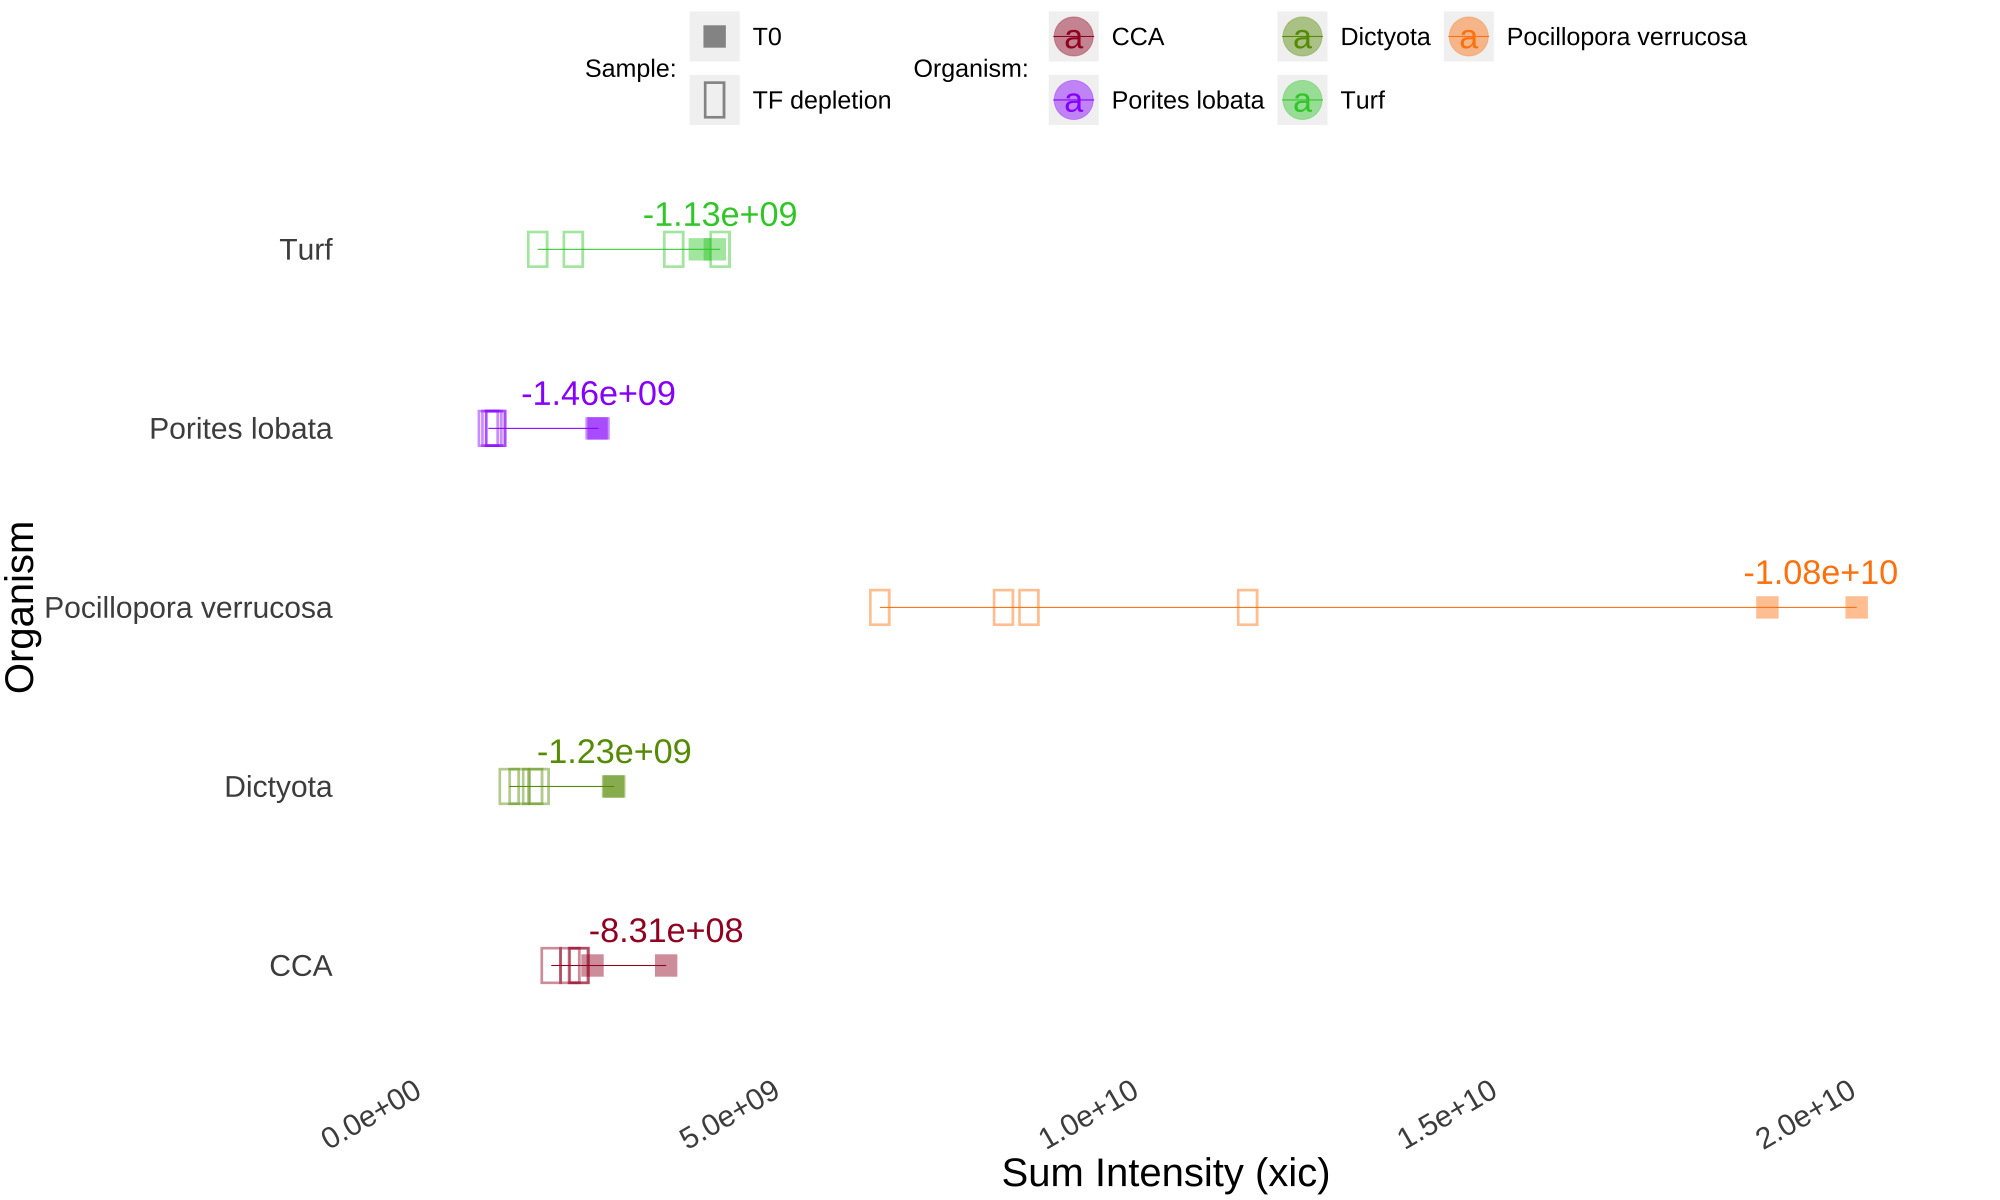 Sample:
T0
TF depletion
Organism:
a CCA
a Porites lobata
a Dictyota
a Turf
a Pocillopora verrucosa
Organism
Turf
-1.13e+09
Porites lobata
-1.46e+09
Pocillopora verrucosa
-1.08e+10
Dictyota
-1.23e+09
CCA
-8.31e+08
0.0e+00
5.0e+09
1.0e+10
1.5e+10
2.0e+10
Sum Intensity (xic)